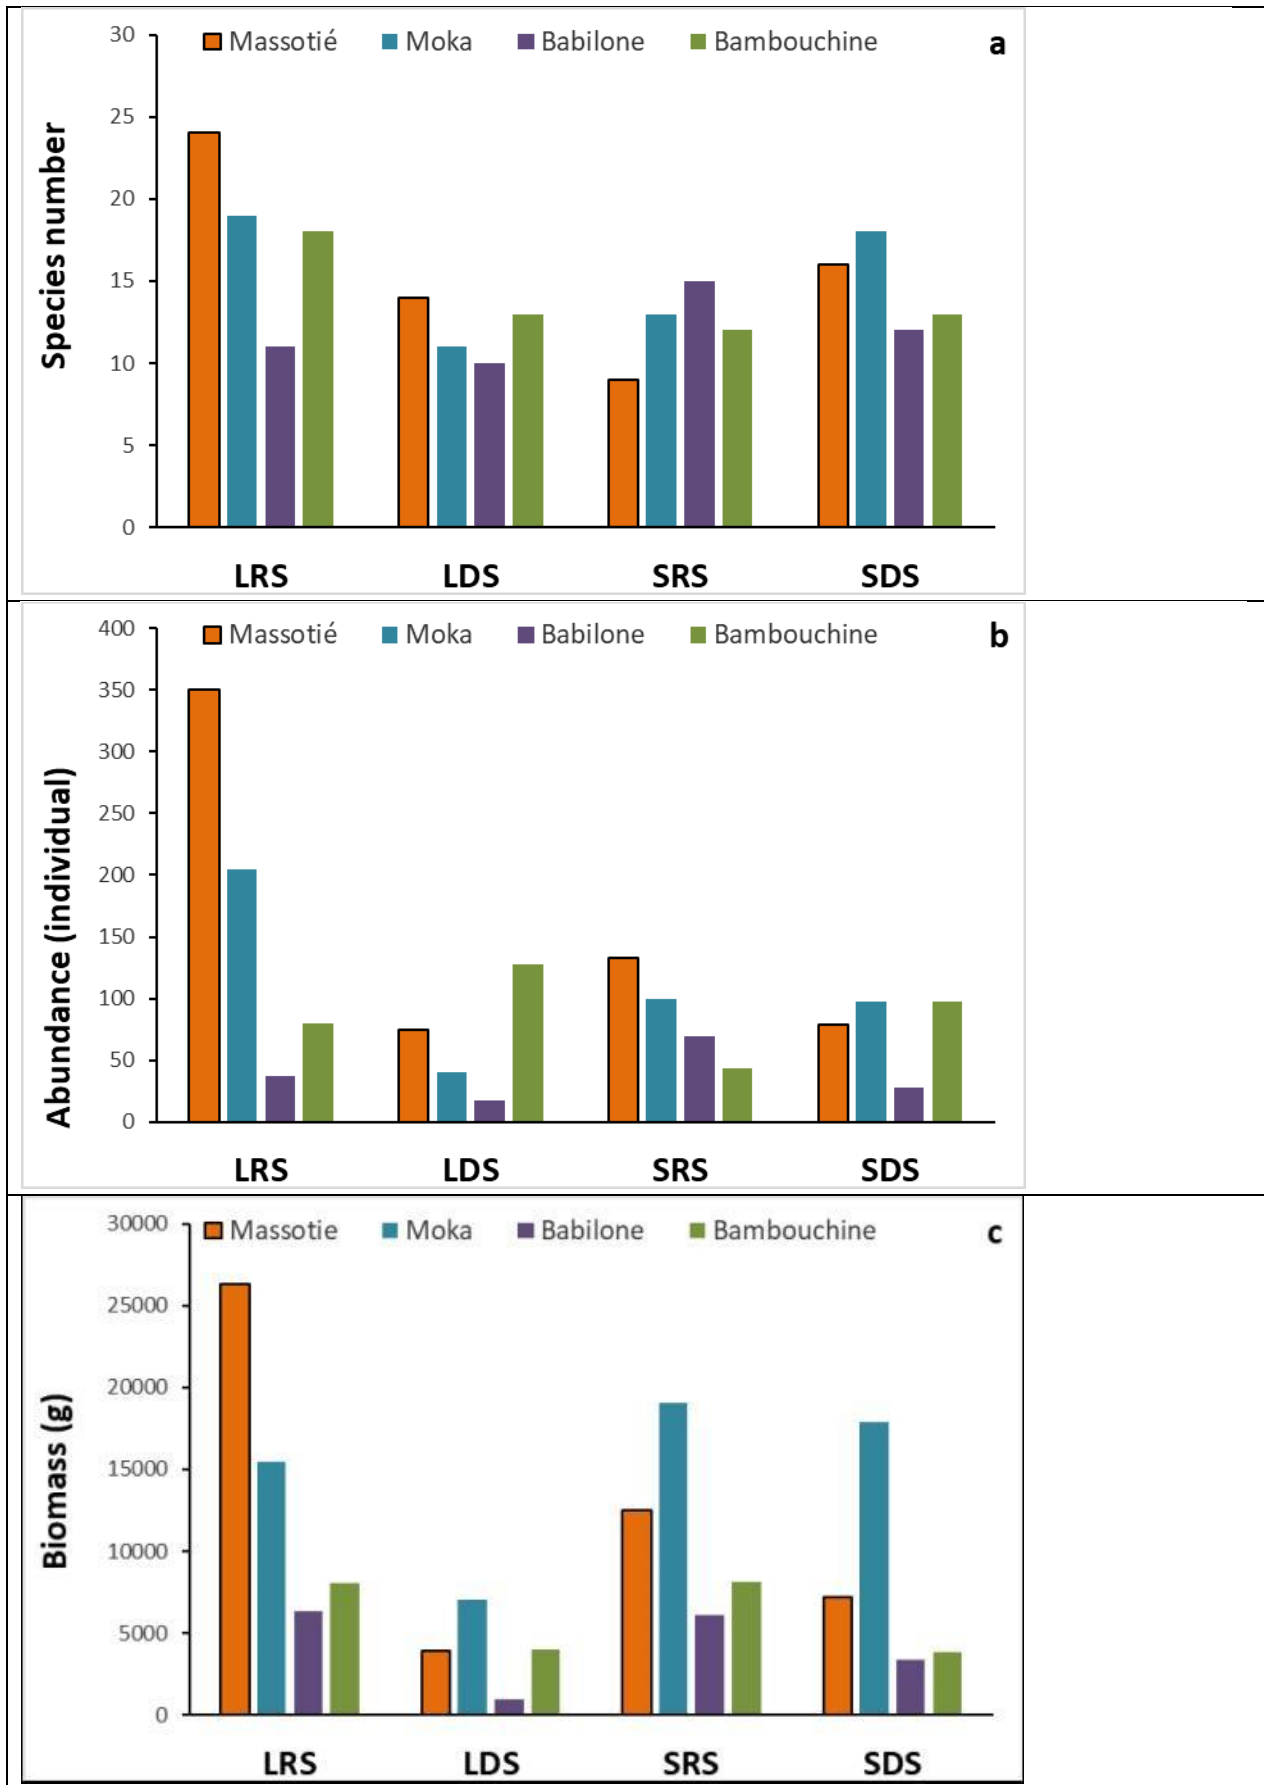 Massotié Moka Babilone Bambouchine a
Species number
30
25
20
15
10
5
0
LRS LDS SRS SDS
Massotié Moka Babilone Bambouchine b
Abundance (individual)
400
350
300
250
200
150
100
50
0
LRS LDS SRS SDS
Massotie Moka Babilone Bambouchine c
Biomass (g)
30000
25000
20000
15000
10000
5000
0
LRS LDS SRS SDS